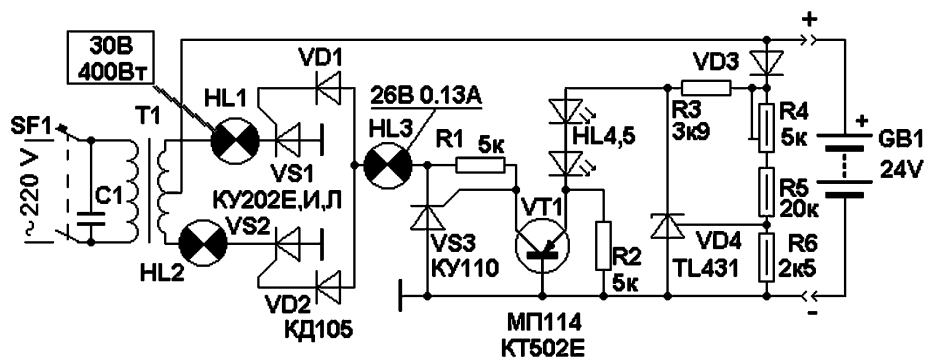 30В
400Вт
SF1
~220 V
C1
T1
HL1
VD1
VS1
КУ202Е,И,Л
VS2
HL2
VD2
КД105
26В 0.13А
HL3
R1
5к
VS3
КУ110
HL4,5
VT1
R2
5к
МП114
КТ502Е
R3
3к9
VD3
R4
5к
R5
20к
VD4
TL431
R6
2к5
+
+
GB1
24V
-